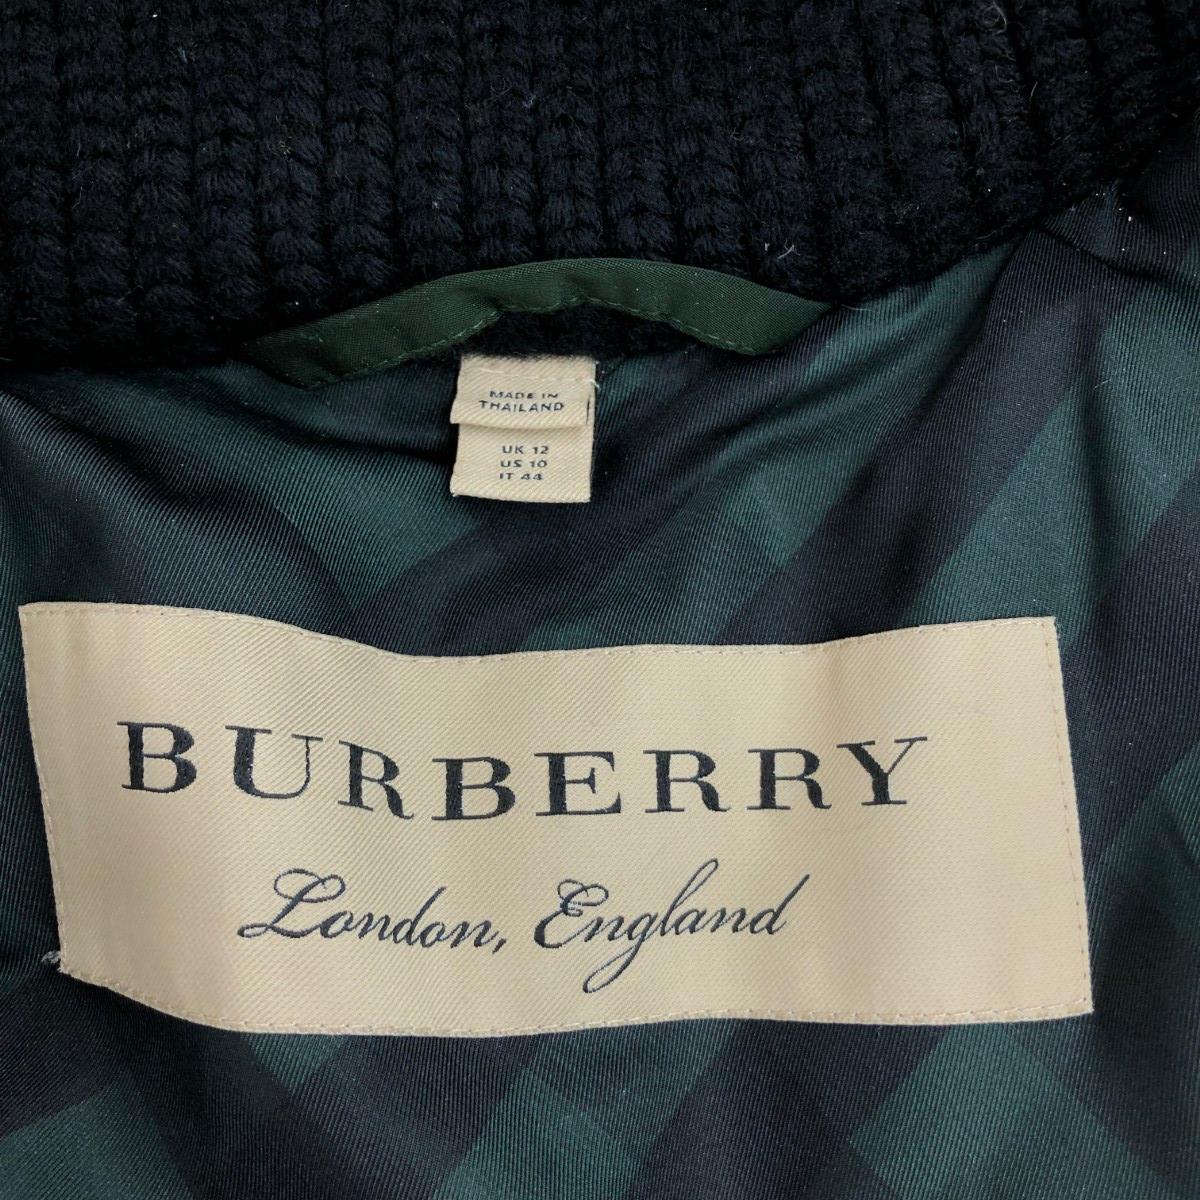 MADE IN
THAILAND
UK 12
US 10
IT 44
BURBERRY
London, England